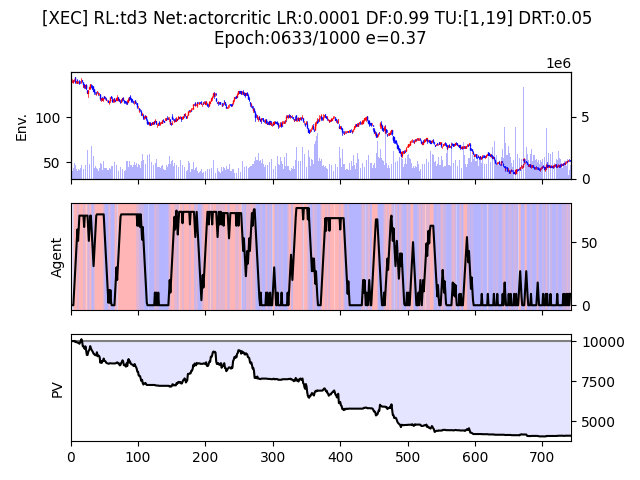 [XEC] RL:td3 Net:actorcritic LR:0.0001 DF:0.99 TU:[1,19] DRT:0.05
Epoch:0633/1000 e=0.37
1e6
Env.
100
50
5
0
Agent
50
0
PV
10000
7500
5000
0 100 200 300 400 500 600 700